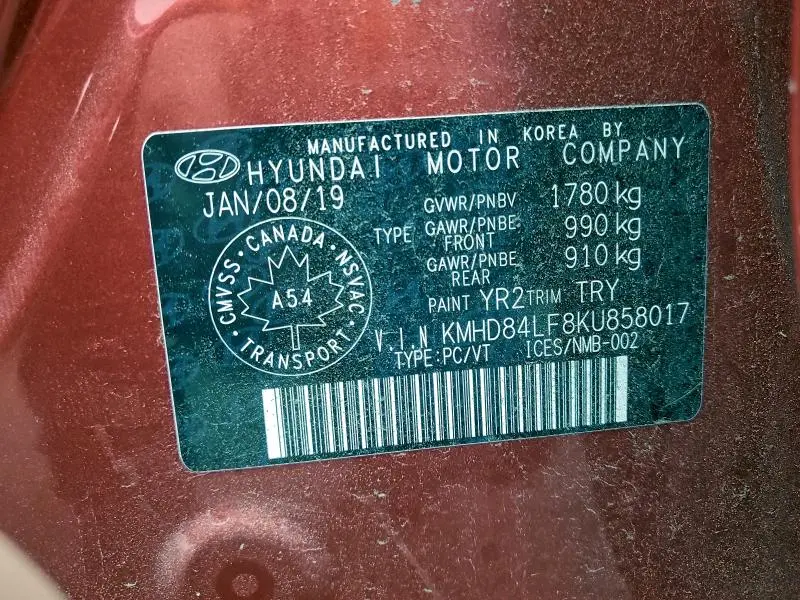 MANUFACTURED IN KOREA BY
HYUNDAI MOTOR COMPANY
JAN/08/19
GVWR/PNBV 1780 kg
TYPE GAWR/PNBE FRONT 990 kg
GAWR/PNBE REAR 910 kg
PAINT YR2 TRIM TRY
V.I.N KMHD84LF8KU858017
TYPE:PC/VT ICES/NMB-002
CMVSS · CANADA · NSVAC · TRANSPORT ·
A54